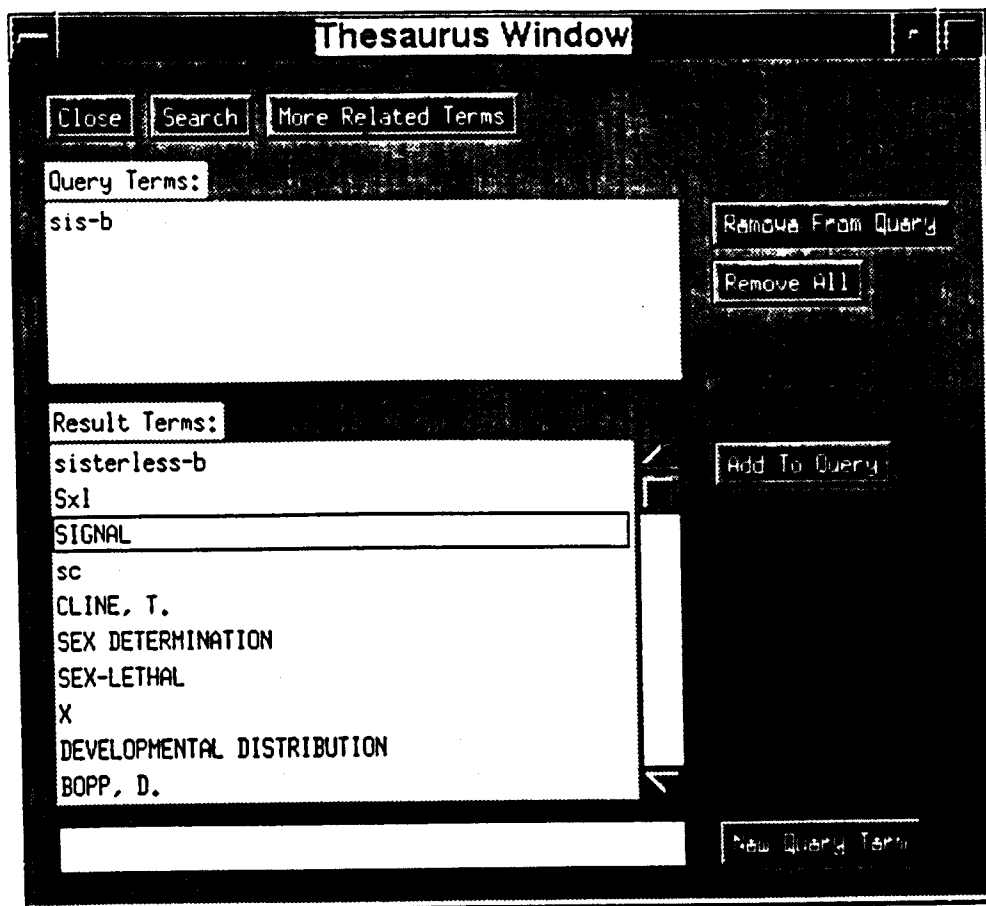 Thesaurus Window
Close Search More Related Terms
Query Terms:
sis-b
Remove From Query
Remove All
Result Terms:
sisterless-b
Sxl
SIGNAL
sc
CLINE, T.
SEX DETERMINATION
SEX-LETHAL
X
DEVELOPMENTAL DISTRIBUTION
BOPP, D.
Add To Query
New Query Term